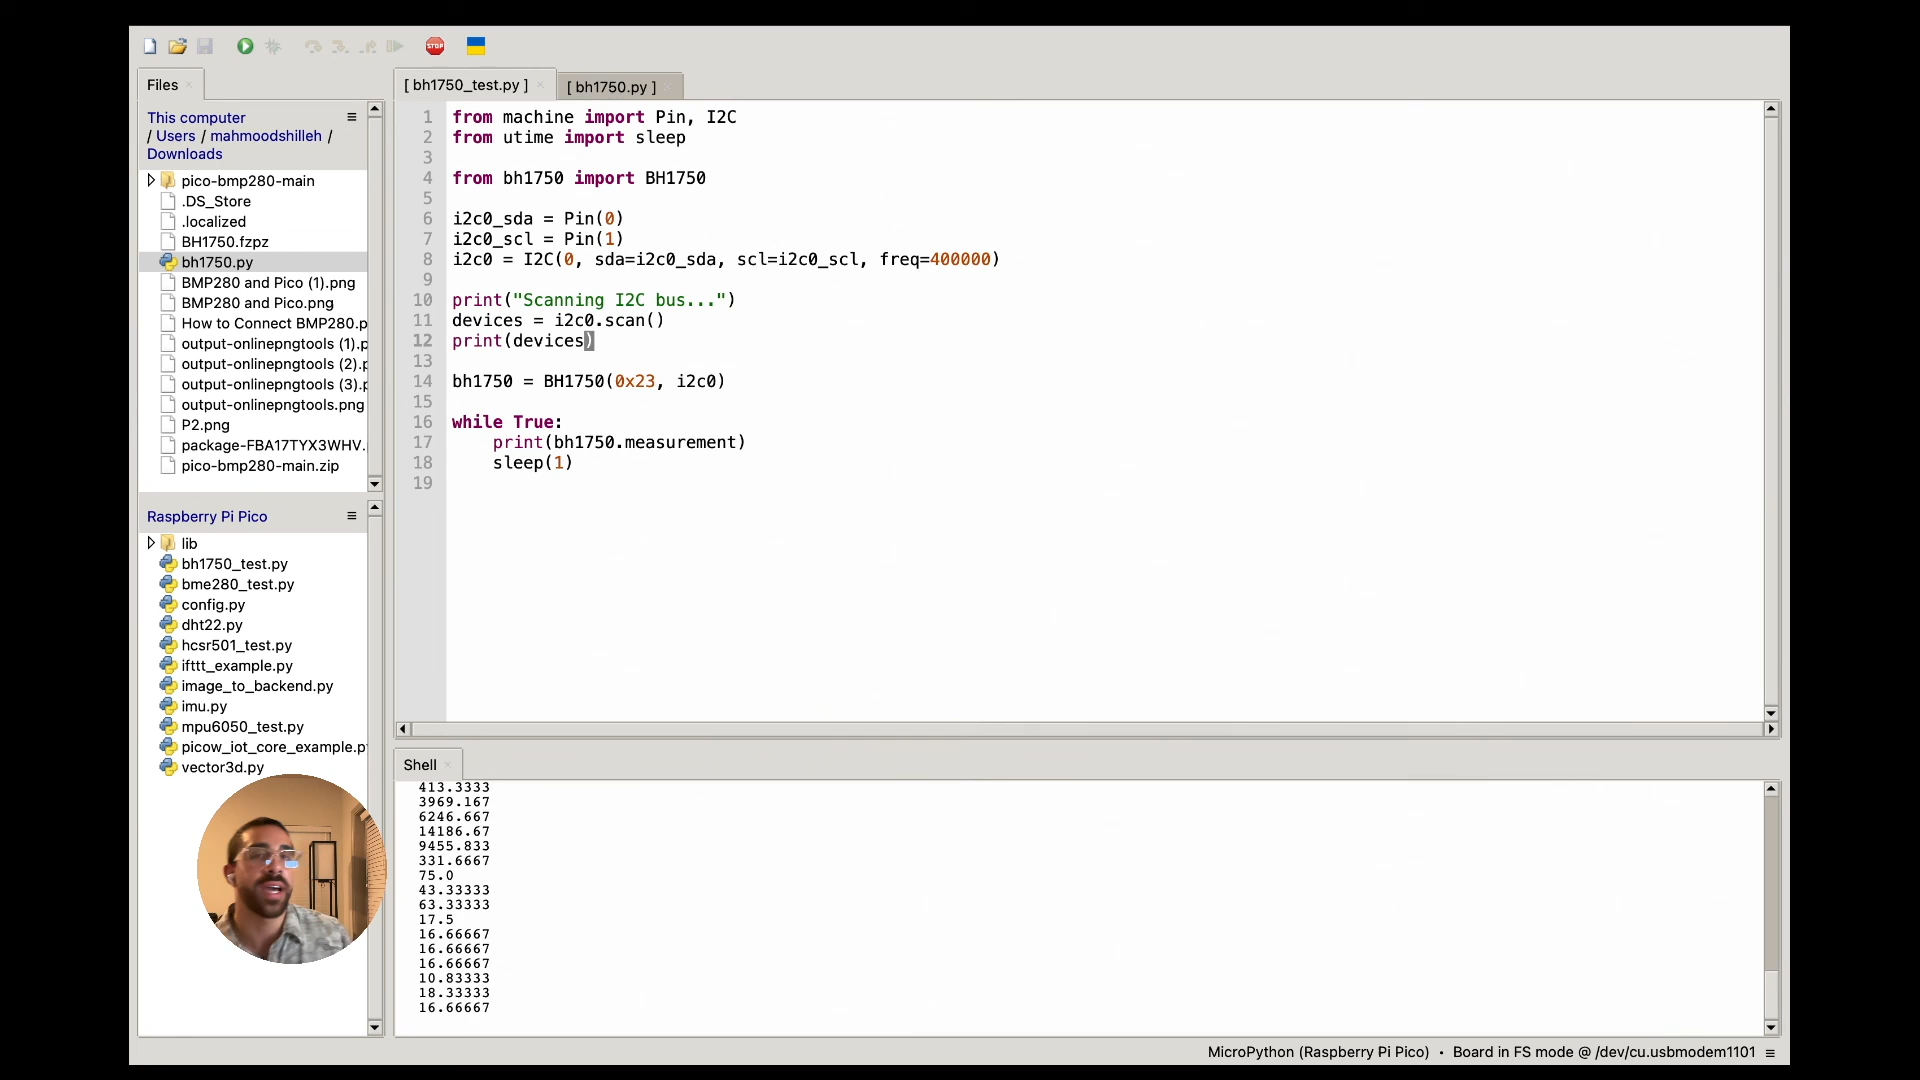 STOP
Files
[ bh1750_test.py ]
[ bh1750.py ]
This computer
/ Users / mahmoodshilleh /
Downloads
pico-bmp280-main
.DS_Store
.localized
BH1750.fzpz
bh1750.py
BMP280 and Pico (1).png
BMP280 and Pico.png
How to Connect BMP280.p
output-onlinepngtools (1).p
output-onlinepngtools (2).p
output-onlinepngtools (3).p
output-onlinepngtools.png
P2.png
package-FBA17TYX3WHV.
pico-bmp280-main.zip
Raspberry Pi Pico
lib
bh1750_test.py
bme280_test.py
config.py
dht22.py
hcsr501_test.py
ifttt_example.py
image_to_backend.py
imu.py
mpu6050_test.py
picow_iot_core_example.p
vector3d.py
1 from machine import Pin, I2C
2 from utime import sleep
3
4 from bh1750 import BH1750
5
6 i2c0_sda = Pin(0)
7 i2c0_scl = Pin(1)
8 i2c0 = I2C(0, sda=i2c0_sda, scl=i2c0_scl, freq=400000)
9
10 print("Scanning I2C bus...")
11 devices = i2c0.scan()
12 print(devices)
13
14 bh1750 = BH1750(0x23, i2c0)
15
16 while True:
17     print(bh1750.measurement)
18     sleep(1)
19
Shell
413.3333
3969.167
6246.667
14186.67
9455.833
331.6667
75.0
43.33333
63.33333
17.5
16.66667
16.66667
16.66667
10.83333
18.33333
16.66667
MicroPython (Raspberry Pi Pico) • Board in FS mode @ /dev/cu.usbmodem1101